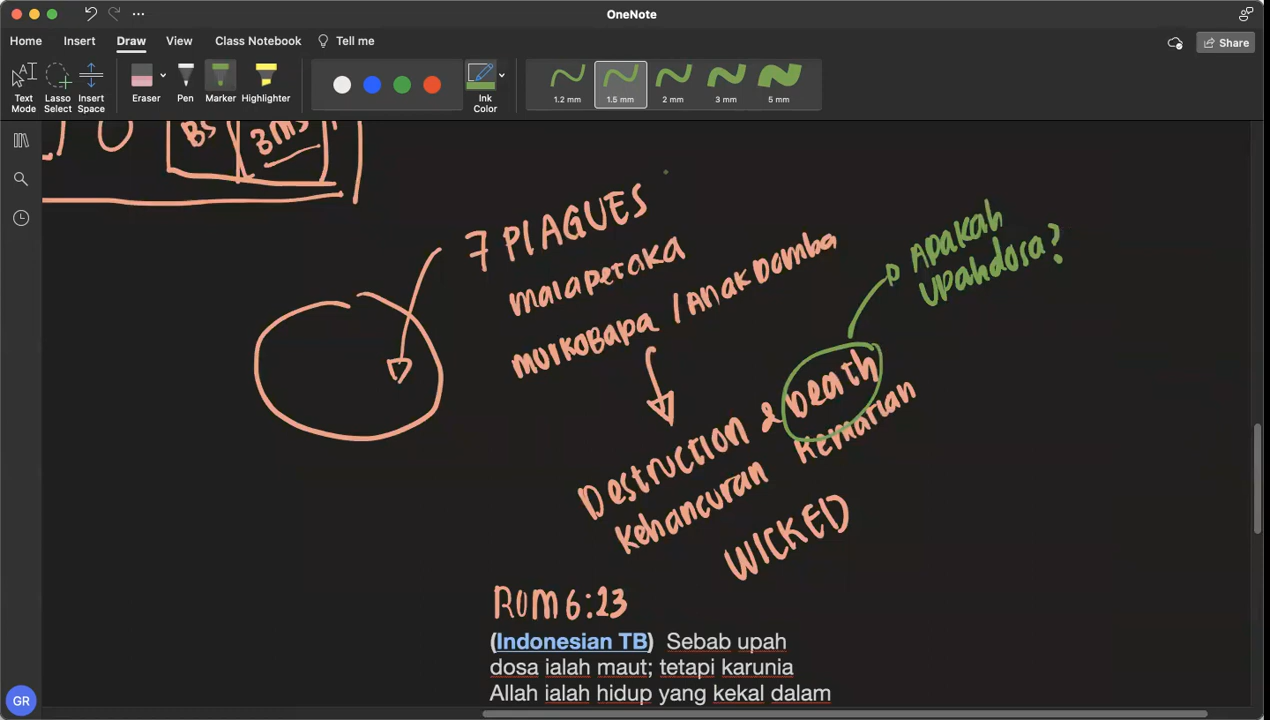 OneNote
Home Insert Draw View Class Notebook Tell me
Share
Text Mode
Lasso Select
Insert Space
Eraser
Pen
Marker
Highlighter
Ink Color
1.2 mm
1.5 mm
2 mm
3 mm
5 mm
BS
7 PLAGUES
malapetaka
murkaBapa / Anak Domba
Apakah
upahdosa?
Destruction & Death
Kehancuran Kematian
WICKED
ROM 6:23
(Indonesian TB) Sebab upah
dosa ialah maut; tetapi karunia
Allah ialah hidup yang kekal dalam
GR